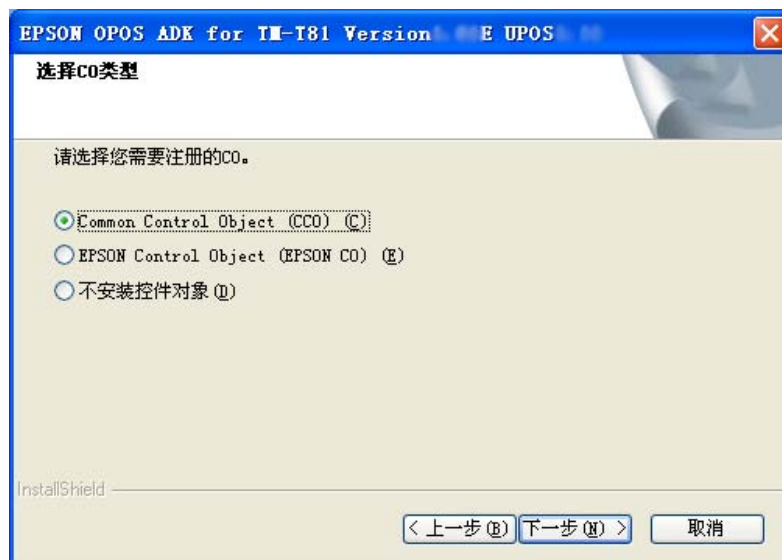 EPSON OPOS ADK for TM-T81 Version E UPOS
选择CO类型
请选择您需要注册的CO。
Common Control Object (CCO) (C)
EPSON Control Object (EPSON CO) (E)
不安装控件对象(D)
InstallShield
< 上一步(B) 下一步(N) > 取消